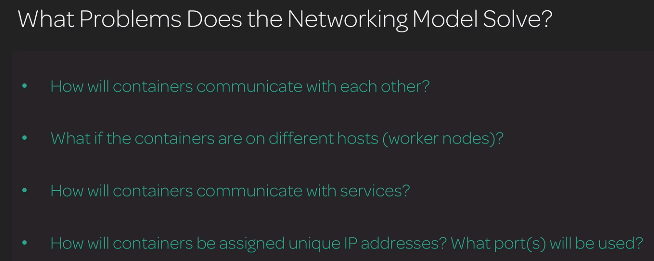 What Problems Does the Networking Model Solve?
• How will containers communicate with each other?
• What if the containers are on different hosts (worker nodes)?
• How will containers communicate with services?
• How will containers be assigned unique IP addresses? What port(s) will be used?